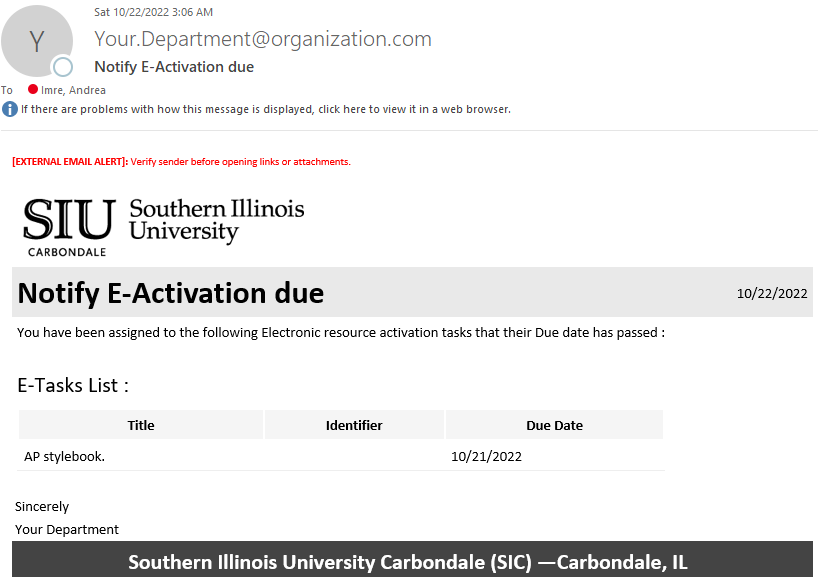 Sat 10/22/2022 3:06 AM
Y
Your.Department@organization.com
Notify E-Activation due
To Imre, Andrea
If there are problems with how this message is displayed, click here to view it in a web browser.
[EXTERNAL EMAIL ALERT]: Verify sender before opening links or attachments.
SIU Southern Illinois
University
CARBONDALE
Notify E-Activation due 10/22/2022
You have been assigned to the following Electronic resource activation tasks that their Due date has passed :
E-Tasks List :
Title Identifier Due Date
AP stylebook. 10/21/2022
Sincerely
Your Department
Southern Illinois University Carbondale (SIC) —Carbondale, IL